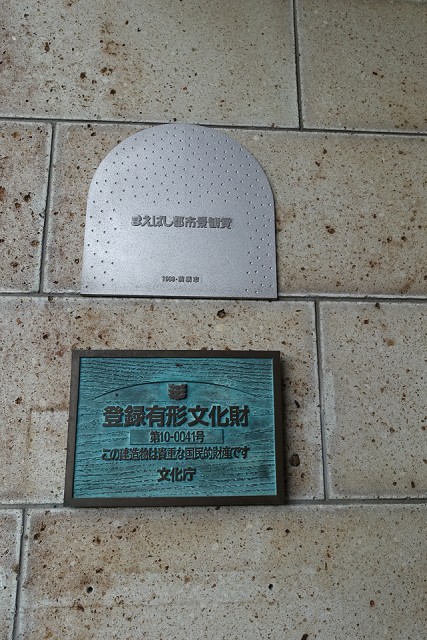 まえばし都市景観賞
・前橋市
登録有形文化財
第10-0041号
この建造物は貴重な国民的財産です
文化庁